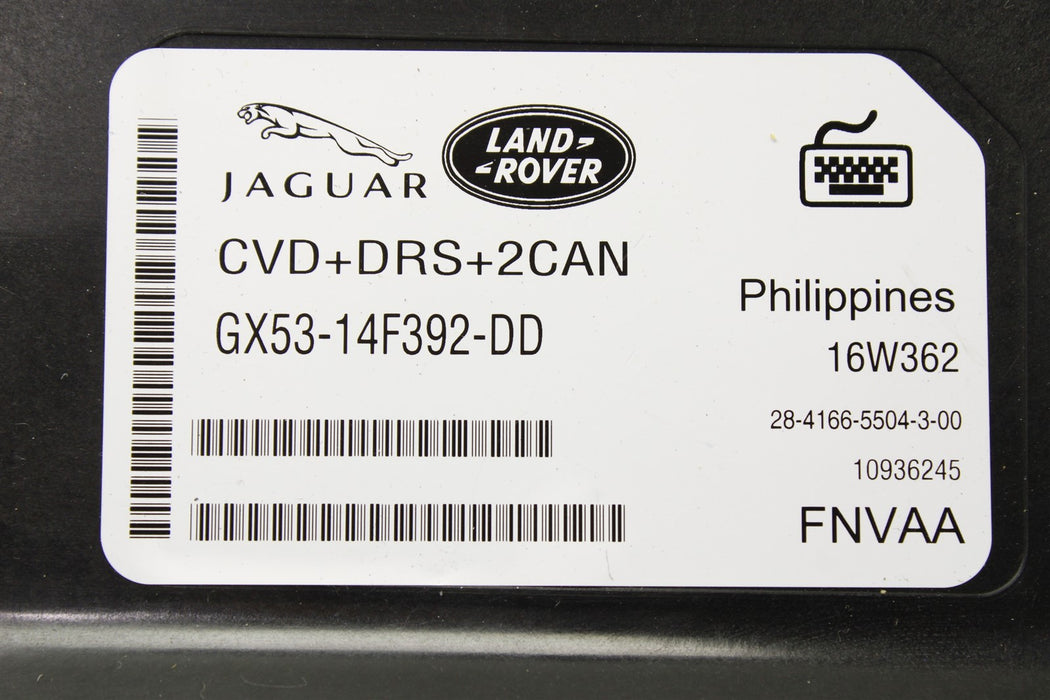 JAGUAR
LAND-
-ROVER
CVD+DRS+2CAN
GX53-14F392-DD
Philippines
16W362
28-4166-5504-3-00
10936245
FNVAA